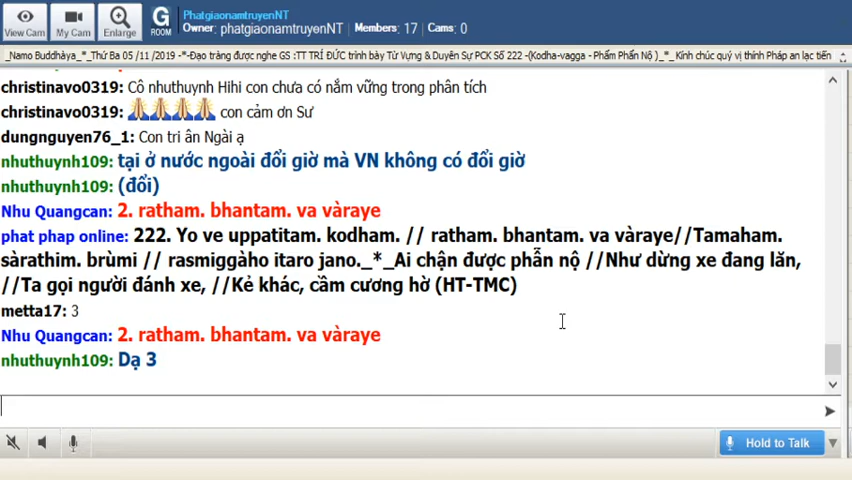 View Cam
My Cam
Enlarge
G
ROOM
PhatgiaonamtruyenNT
Owner: phatgiaonamtruyenNT Members: 17 Cams: 0
_Namo Buddhàya_*_Thứ Ba 05 /11 /2019 -*-Đạo tràng được nghe GS :TT TRÍ ĐỨC trình bày Từ Vựng & Duyên Sự PCK Số 222 -(Kodha-vagga - Phẩm Phẫn Nộ )_*_ Kính chúc quý vị thính Pháp an lạc tiến
christinavo0319: Cô nhuthuynh Hihi con chưa có nắm vững trong phân tích
christinavo0319: con cảm ơn Sư
dungnguyen76_1: Con tri ân Ngài ạ
nhuthuynh109: tại ở nước ngoài đổi giờ mà VN không có đổi giờ
nhuthuynh109: (đổi)
Nhu Quangcan: 2. ratham. bhantam. va vàraye
phat phap online: 222. Yo ve uppatitam. kodham. // ratham. bhantam. va vàraye//Tamaham.
sàrathim. brùmi // rasmiggàho itaro jano._*_Ai chận được phẫn nộ //Như dừng xe đang lăn,
//Ta gọi người đánh xe, //Kẻ khác, cầm cương hờ (HT-TMC)
metta17: 3
Nhu Quangcan: 2. ratham. bhantam. va vàraye
nhuthuynh109: Dạ 3
Hold to Talk